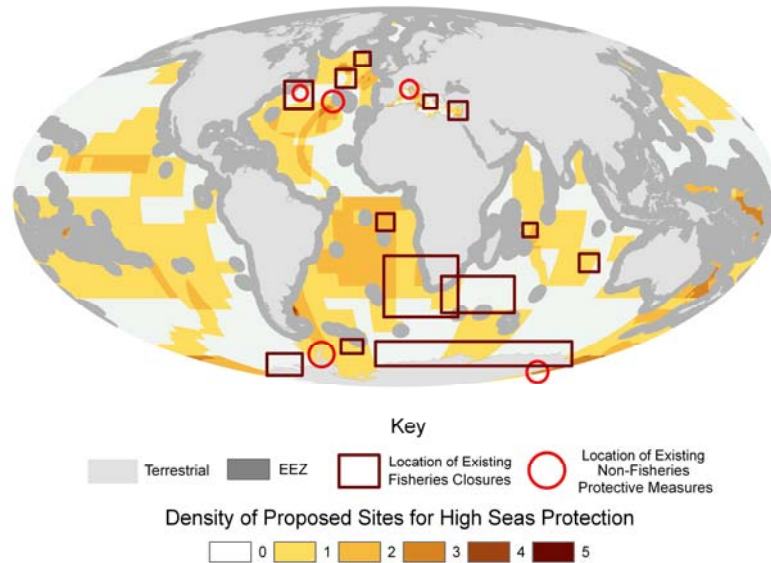 Key
Terrestrial
EEZ
Location of Existing
Fisheries Closures
Location of Existing
Non-Fisheries
Protective Measures
Density of Proposed Sites for High Seas Protection
0 1 2 3 4 5